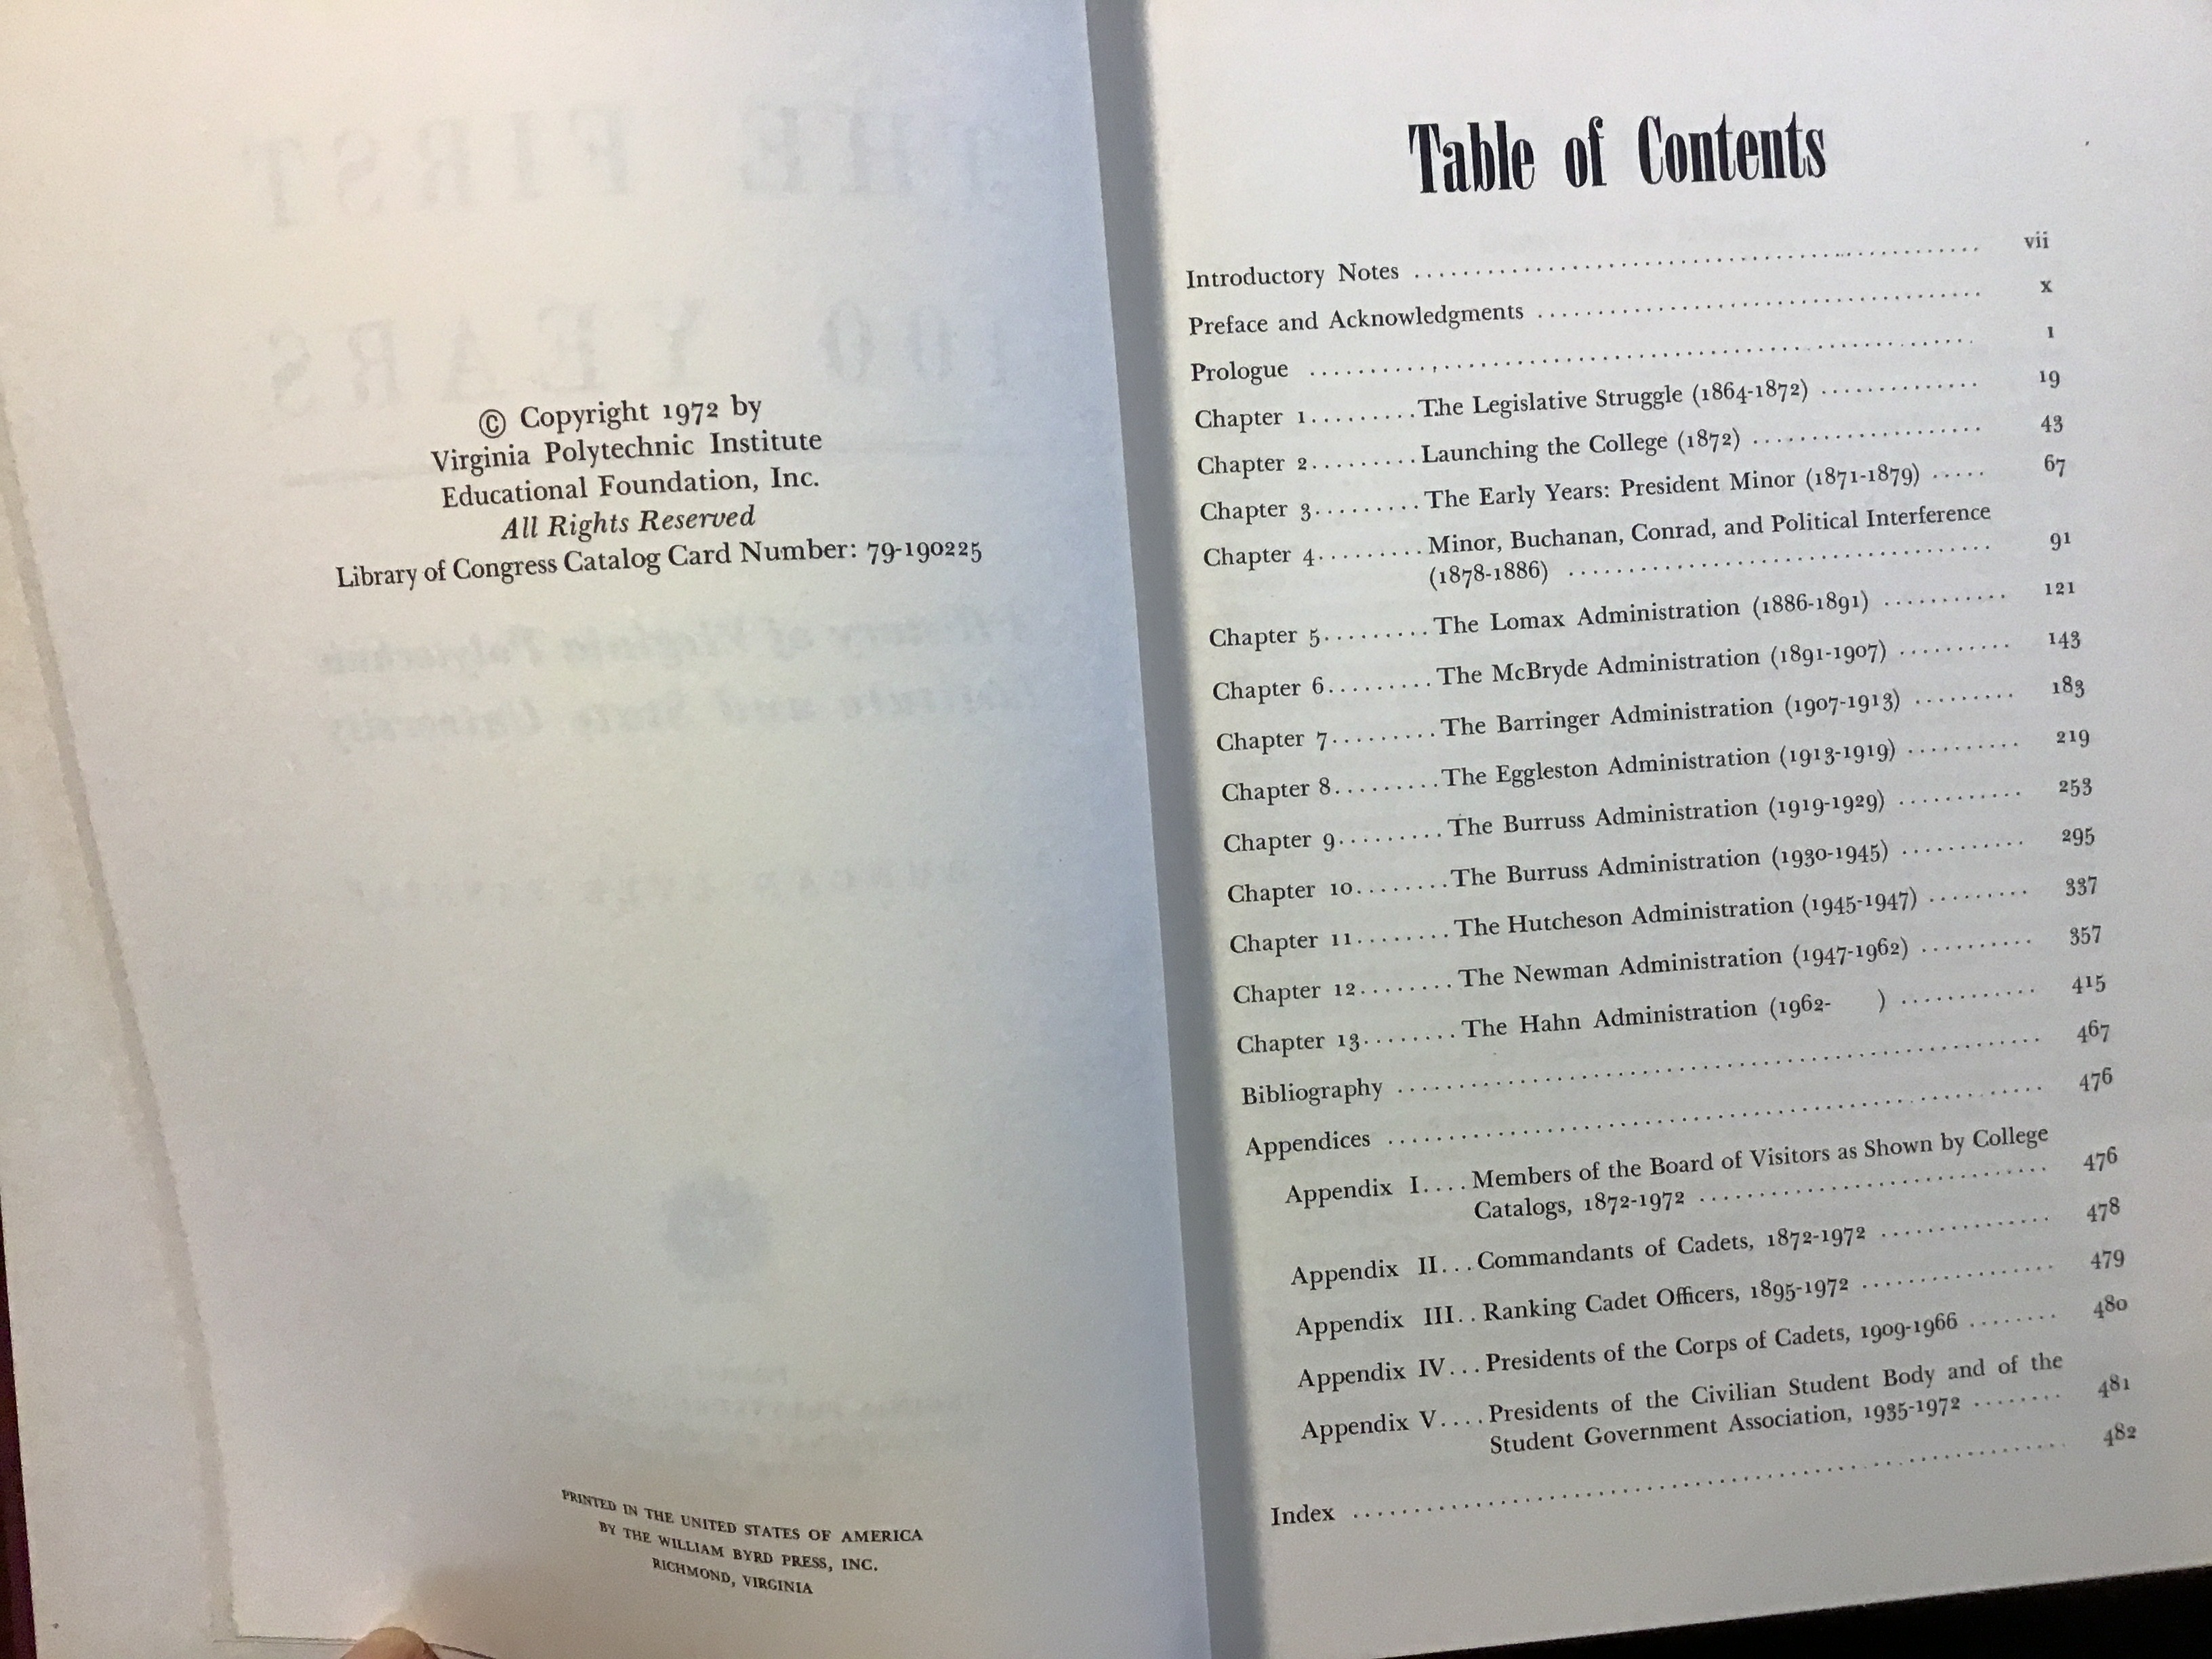 © Copyright 1972 by
Virginia Polytechnic Institute
Educational Foundation, Inc.
All Rights Reserved
Library of Congress Catalog Card Number: 79-190225
PRINTED IN THE UNITED STATES OF AMERICA
BY THE WILLIAM BYRD PRESS, INC.
RICHMOND, VIRGINIA
Table of Contents
Introductory Notes .......... vii
Preface and Acknowledgments .......... x
Prologue .......... 1
Chapter 1.........The Legislative Struggle (1864-1872) .......... 19
Chapter 2.........Launching the College (1872) .......... 43
Chapter 3.........The Early Years: President Minor (1871-1879) ..... 67
Chapter 4.........Minor, Buchanan, Conrad, and Political Interference
(1878-1886) .......... 91
Chapter 5.........The Lomax Administration (1886-1891) .......... 121
Chapter 6.........The McBryde Administration (1891-1907) .......... 143
Chapter 7.........The Barringer Administration (1907-1913) ......... 183
Chapter 8.........The Eggleston Administration (1913-1919) .......... 219
Chapter 9.........The Burruss Administration (1919-1929) .......... 253
Chapter 10........The Burruss Administration (1930-1945) .......... 295
Chapter 11........The Hutcheson Administration (1945-1947) ......... 337
Chapter 12........The Newman Administration (1947-1962) .......... 357
Chapter 13........The Hahn Administration (1962- ) .......... 415
Bibliography .......... 467
Appendices .......... 476
Appendix I....Members of the Board of Visitors as Shown by College
Catalogs, 1872-1972 .......... 476
Appendix II...Commandants of Cadets, 1872-1972 .......... 478
Appendix III..Ranking Cadet Officers, 1895-1972 .......... 479
Appendix IV...Presidents of the Corps of Cadets, 1909-1966 ........ 480
Appendix V....Presidents of the Civilian Student Body and of the
Student Government Association, 1935-1972 ........ 481
Index .......... 482